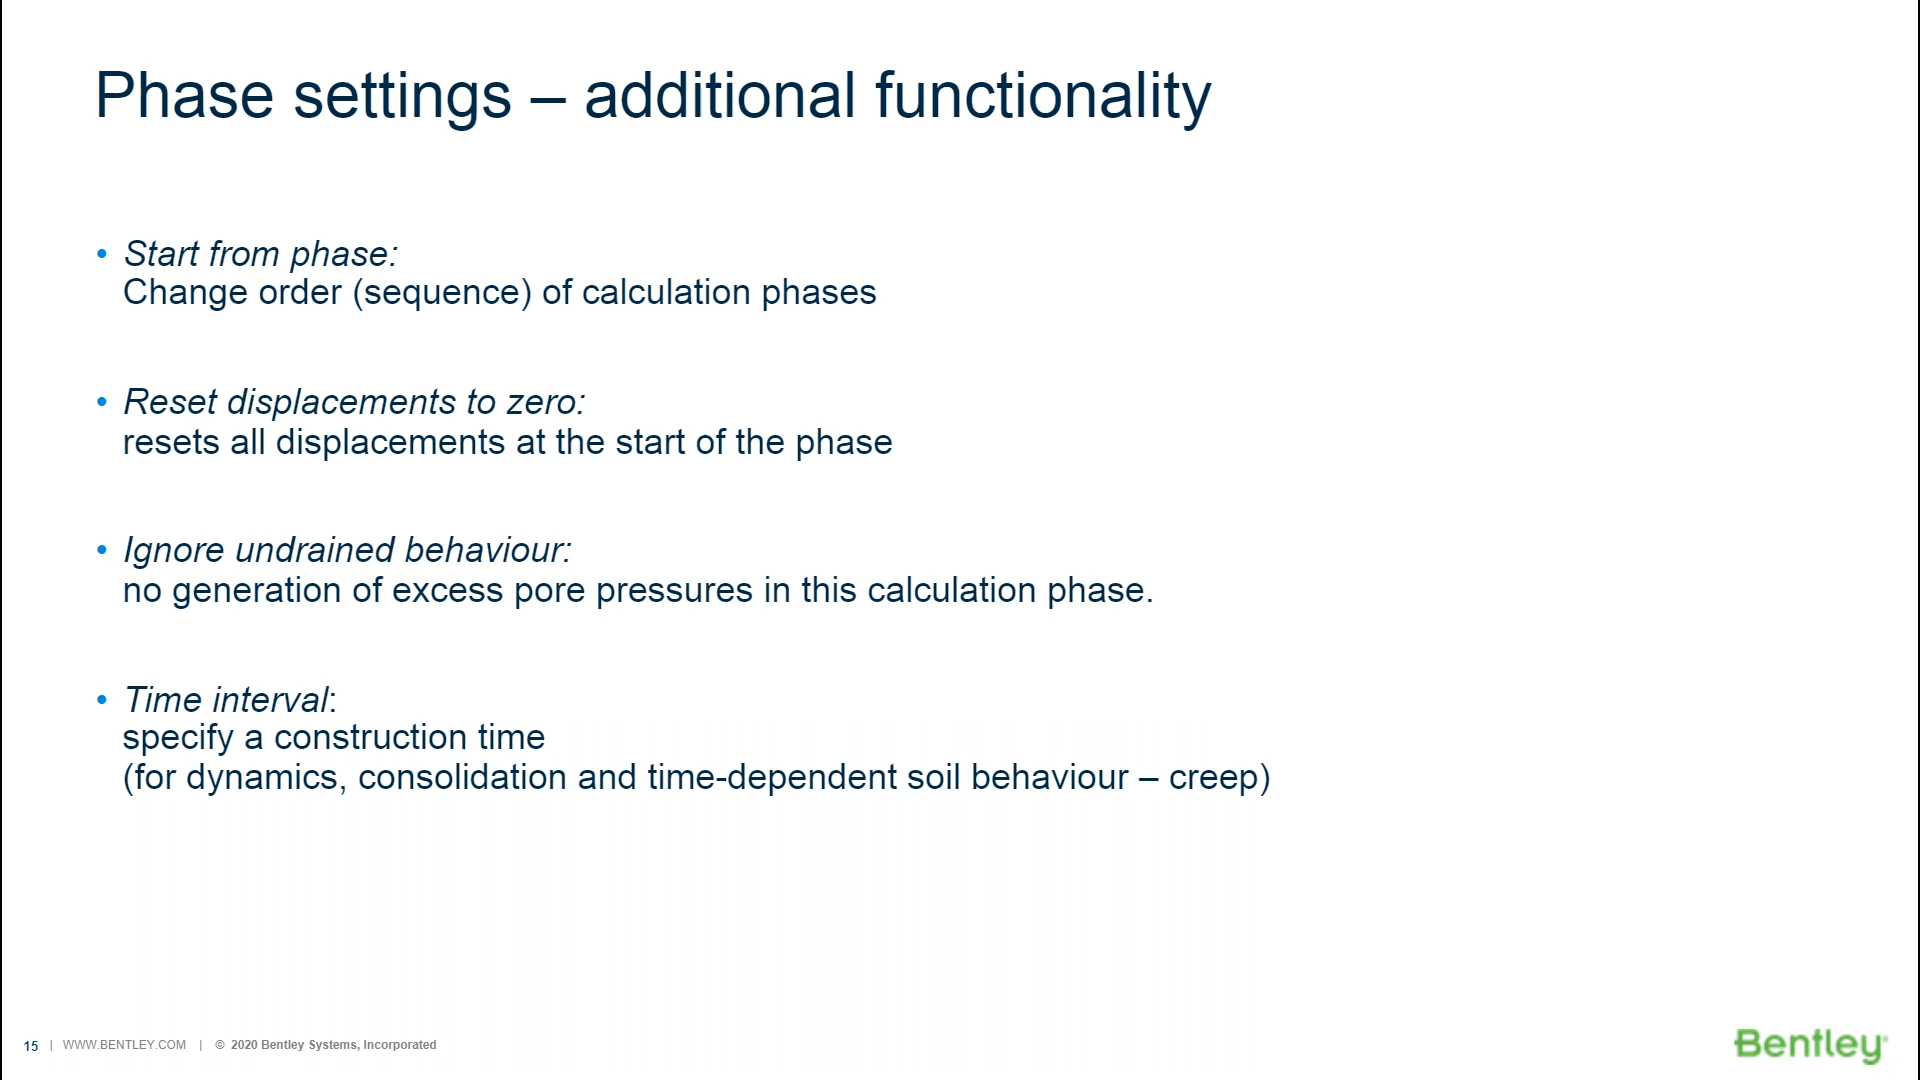 Phase settings – additional functionality
• Start from phase:
Change order (sequence) of calculation phases
• Reset displacements to zero:
resets all displacements at the start of the phase
• Ignore undrained behaviour:
no generation of excess pore pressures in this calculation phase.
• Time interval:
specify a construction time
(for dynamics, consolidation and time-dependent soil behaviour – creep)
15 | WWW.BENTLEY.COM | © 2020 Bentley Systems, Incorporated
Bentley®